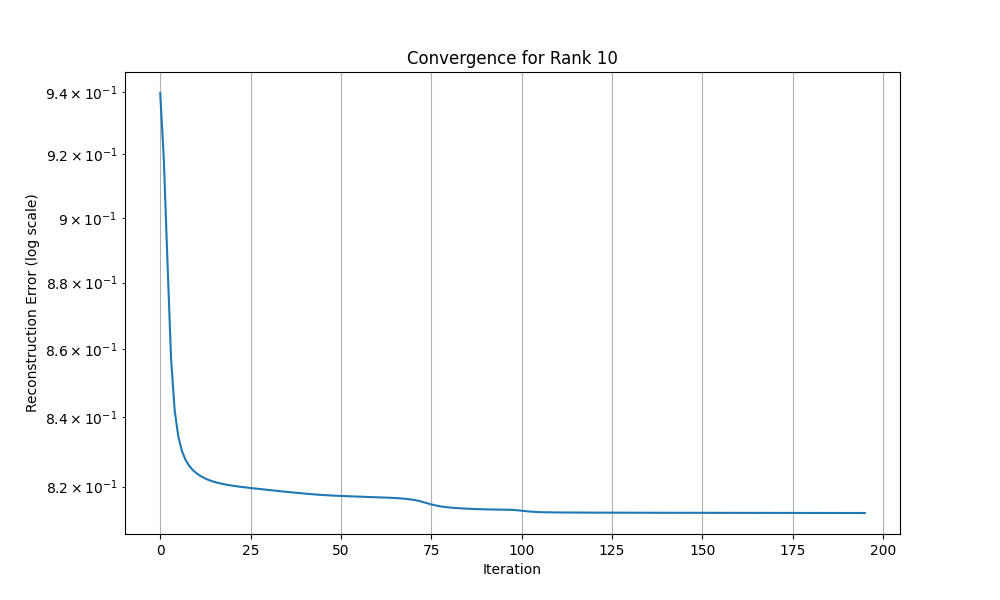 Convergence for Rank 10
Reconstruction Error (log scale)
9.4 × 10⁻¹
9.2 × 10⁻¹
9 × 10⁻¹
8.8 × 10⁻¹
8.6 × 10⁻¹
8.4 × 10⁻¹
8.2 × 10⁻¹
0 25 50 75 100 125 150 175 200
Iteration